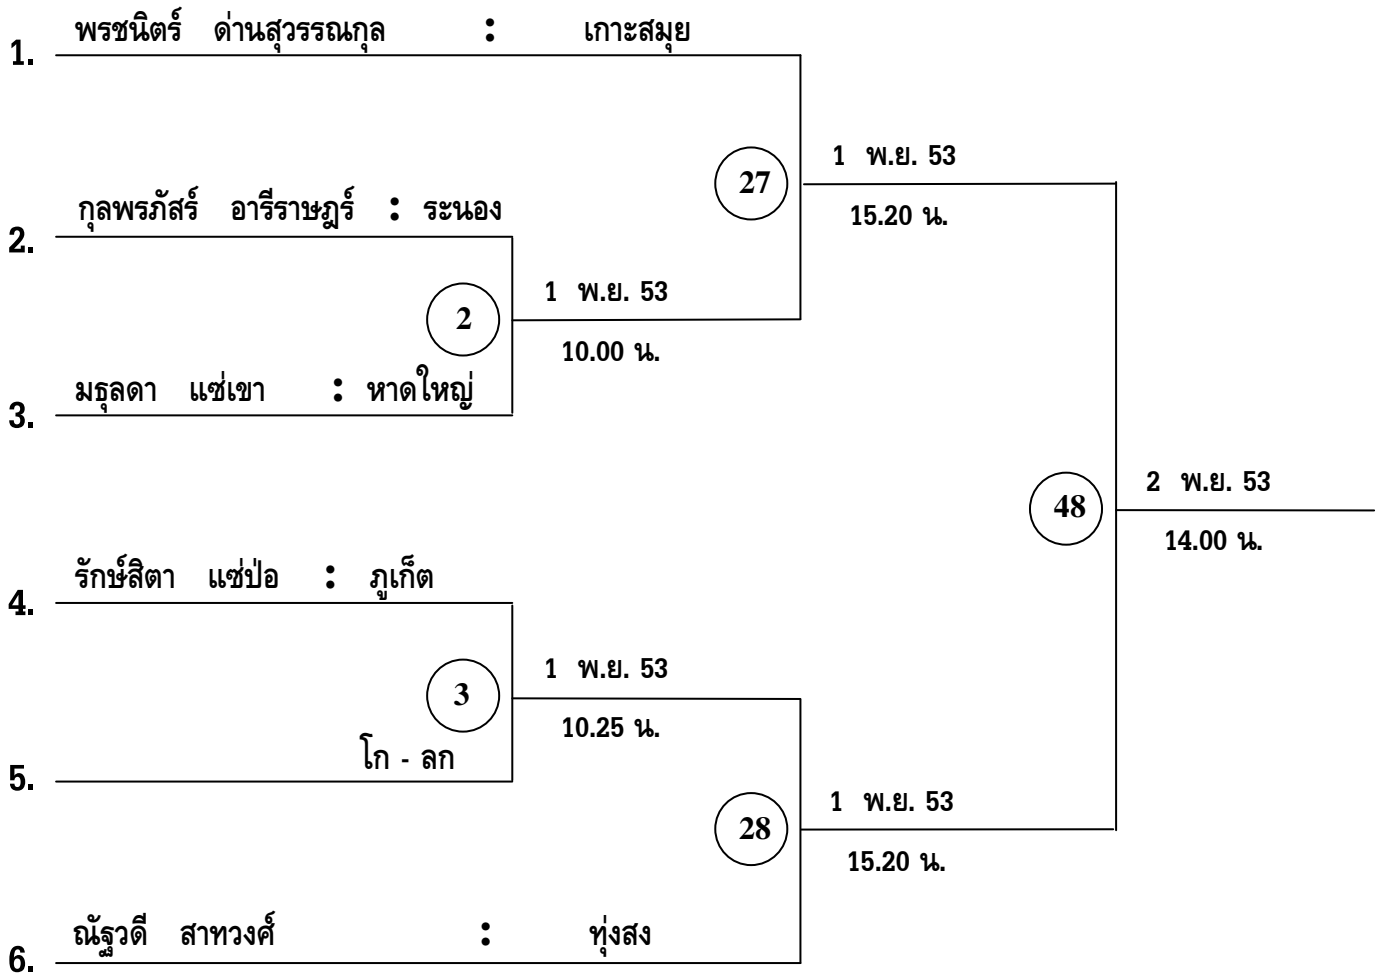 1. พรชนิตร์ ด่านสุวรรณกุล : เกาะสมุย
27
1 พ.ย. 53
15.20 น.
2. กุลพรภัสร์ อารีราษฎร์ : ระนอง
2
1 พ.ย. 53
10.00 น.
3. มธุลดา แซ่เขา : หาดใหญ่
48
2 พ.ย. 53
14.00 น.
4. รักษ์สิตา แซ่ป่อ : ภูเก็ต
3
1 พ.ย. 53
10.25 น.
5. โก - ลก
28
1 พ.ย. 53
15.20 น.
6. ณัฐวดี สาทวงศ์ : ทุ่งสง